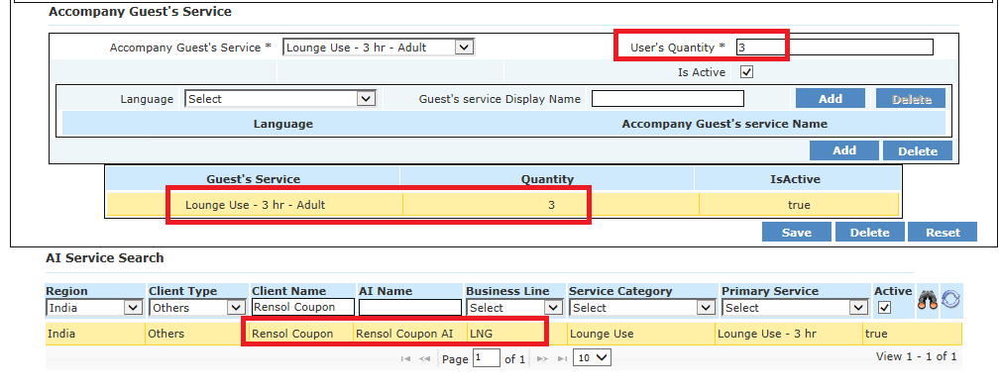 Accompany Guest's Service
Accompany Guest's Service * Lounge Use - 3 hr - Adult User's Quantity * 3
Is Active
Language Select Guest's service Display Name Add Delete
Language Accompany Guest's service Name
Add Delete
Guest's Service Quantity IsActive
Lounge Use - 3 hr - Adult 3 true
Save Delete Reset
AI Service Search
Region Client Type Client Name AI Name Business Line Service Category Primary Service Active
India Others Rensol Coupon Select Select Select
India Others Rensol Coupon Rensol Coupon AI LNG Lounge Use Lounge Use - 3 hr true
Page 1 of 1 10 View 1 - 1 of 1